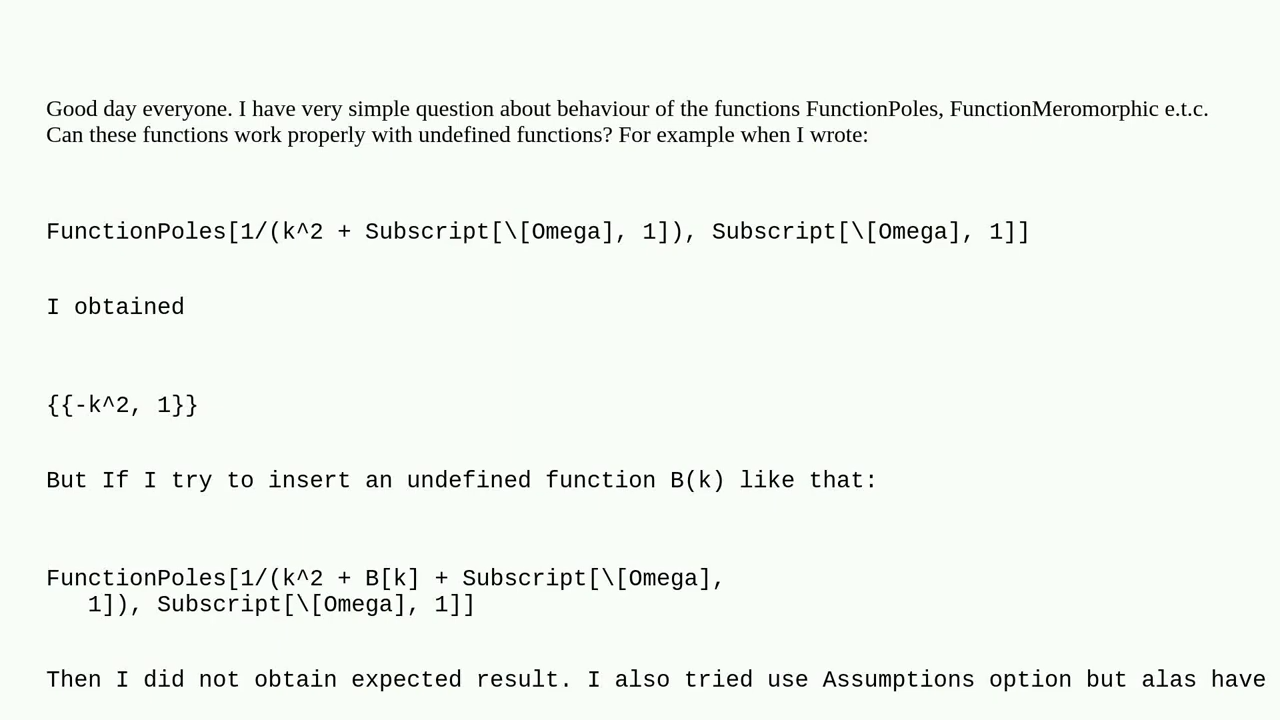 Good day everyone. I have very simple question about behaviour of the functions FunctionPoles, FunctionMeromorphic e.t.c.
Can these functions work properly with undefined functions? For example when I wrote:
FunctionPoles[1/(k^2 + Subscript[\[Omega], 1]), Subscript[\[Omega], 1]]
I obtained
{{-k^2, 1}}
But If I try to insert an undefined function B(k) like that:
FunctionPoles[1/(k^2 + B[k] + Subscript[\[Omega],
1]), Subscript[\[Omega], 1]]
Then I did not obtain expected result. I also tried use Assumptions option but alas have